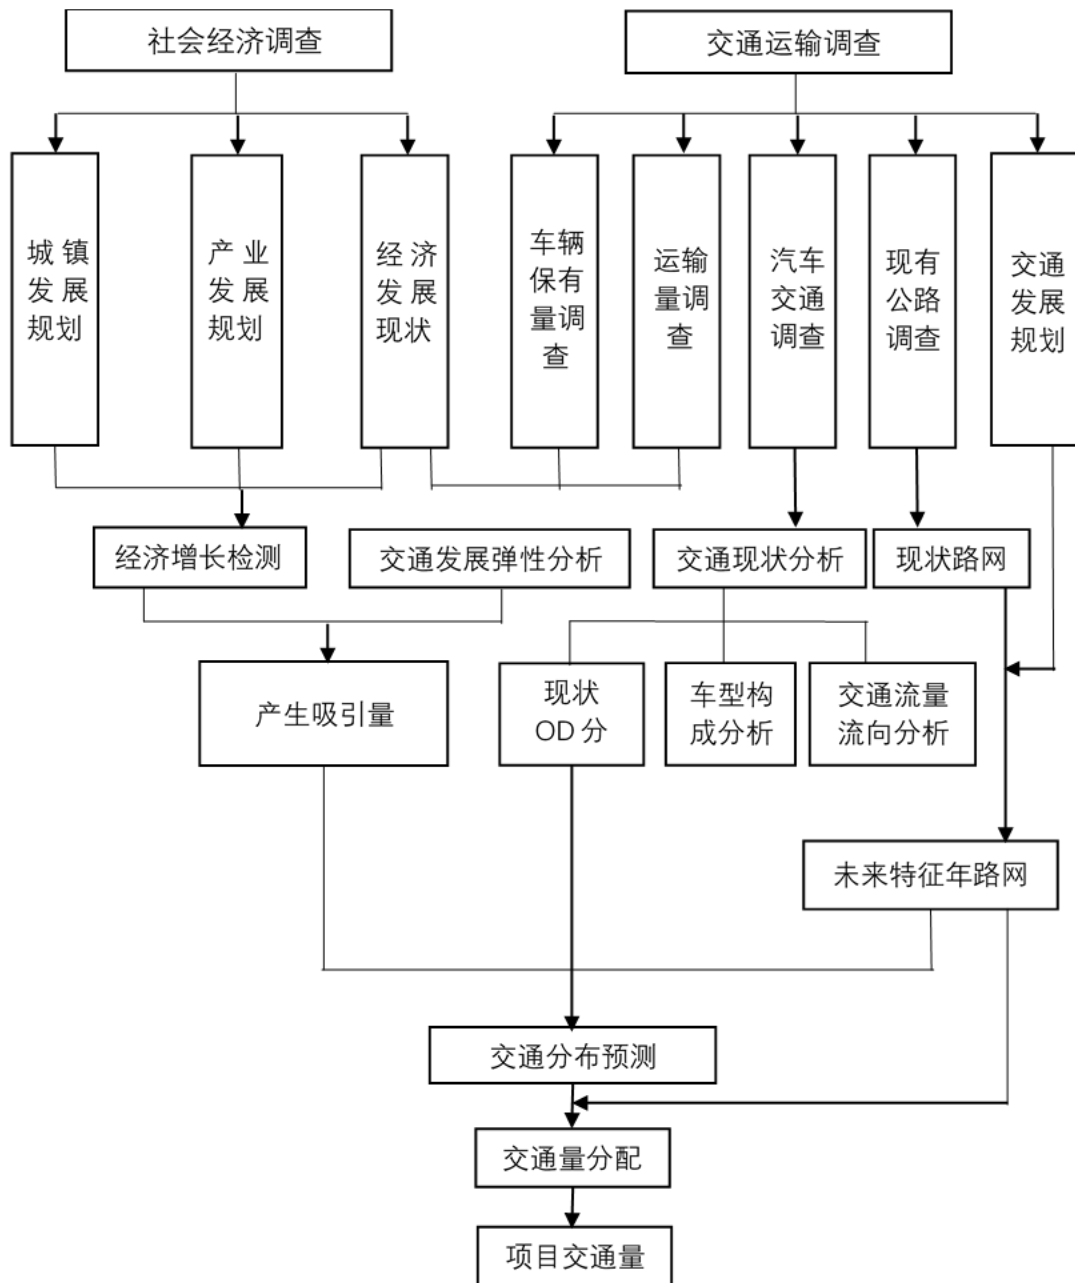 社会经济调查
交通运输调查
城镇
发展
规划
产业
发展
规划
经济
发展
现状
车辆
保有
量调
查
运输
量调
查
汽车
交通
调查
现有
公路
调查
交通
发展
规划
经济增长检测
交通发展弹性分析
交通现状分析
现状路网
产生吸引量
现状
OD分
车型构
成分析
交通流量
流向分析
未来特征年路网
交通分布预测
交通量分配
项目交通量